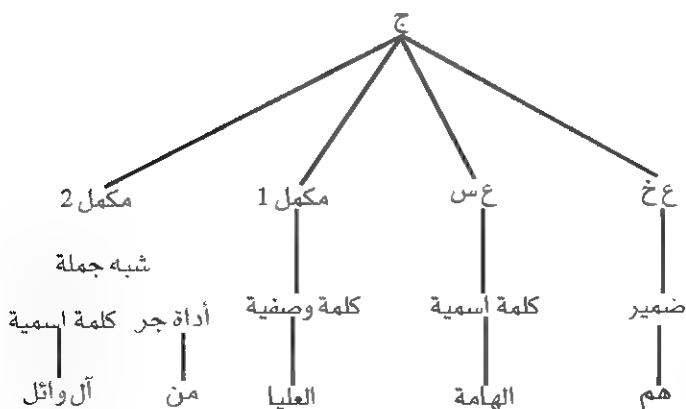 ج
ع خ ع س مكمل 1 مكمل 2
شبه جملة
ضمير كلمة اسمية كلمة وصفية أداة جر كلمة اسمية
هم الهامة العليا من آل وائل